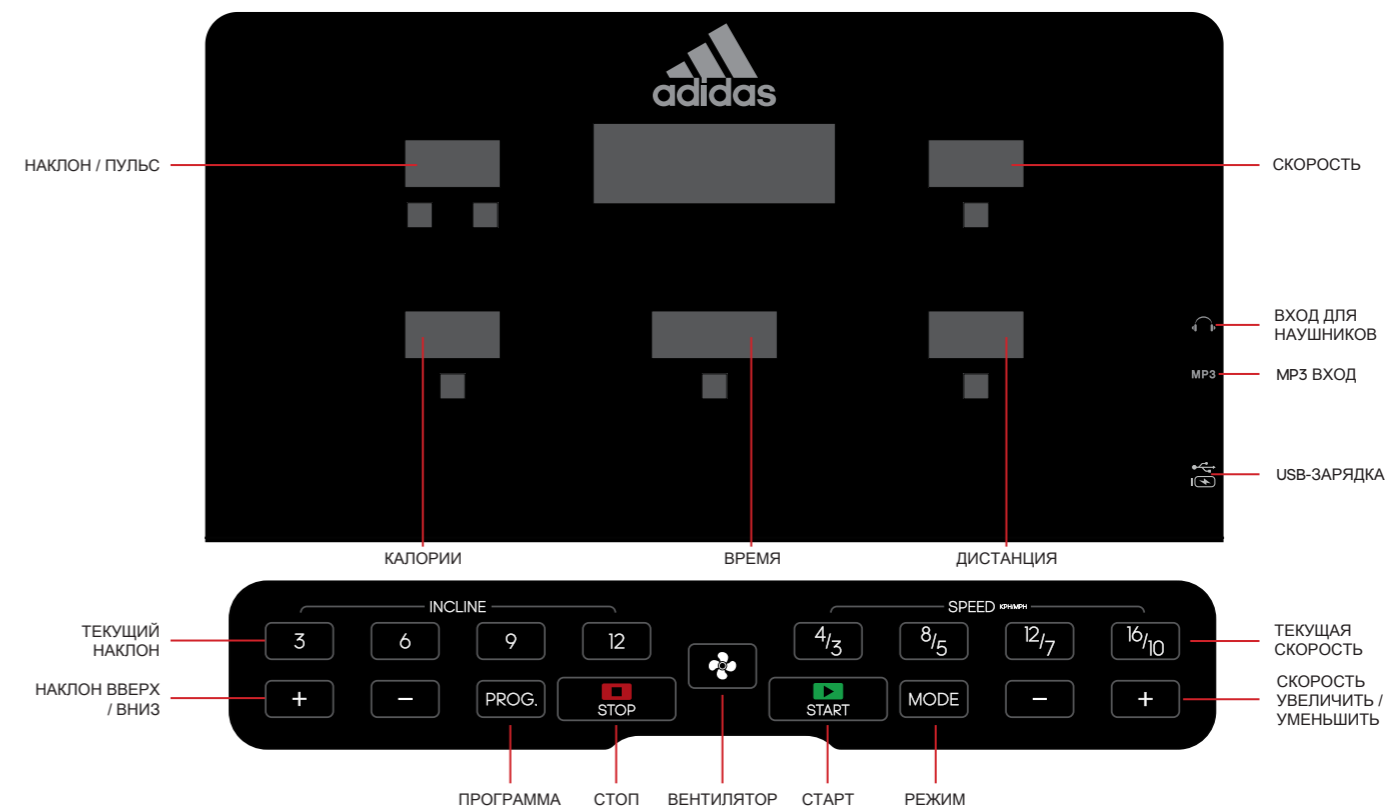 adidas
НАКЛОН / ПУЛЬС
СКОРОСТЬ
ВХОД ДЛЯ
НАУШНИКОВ
MP3
MP3 ВХОД
USB-ЗАРЯДКА
КАЛОРИИ
ВРЕМЯ
ДИСТАНЦИЯ
INCLINE
SPEED KPH/MPH
ТЕКУЩИЙ
НАКЛОН
3
6
9
12
4/3
8/5
12/7
16/10
ТЕКУЩАЯ
СКОРОСТЬ
НАКЛОН ВВЕРХ
/ ВНИЗ
+
−
PROG.
STOP
START
MODE
−
+
СКОРОСТЬ
УВЕЛИЧИТЬ /
УМЕНЬШИТЬ
ПРОГРАММА
СТОП
ВЕНТИЛЯТОР
СТАРТ
РЕЖИМ